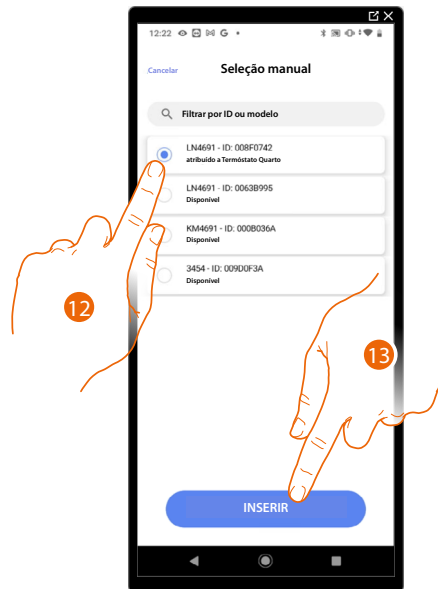 12:22 G
Cancelar
Seleção manual
Filtrar por ID ou modelo
LN4691 - ID: 008F0742
atribuído a Termóstato Quarto
LN4691 - ID: 0063B995
Disponível
KM4691 - ID: 000B036A
Disponível
3454 - ID: 009D0F3A
Disponível
12
13
INSERIR